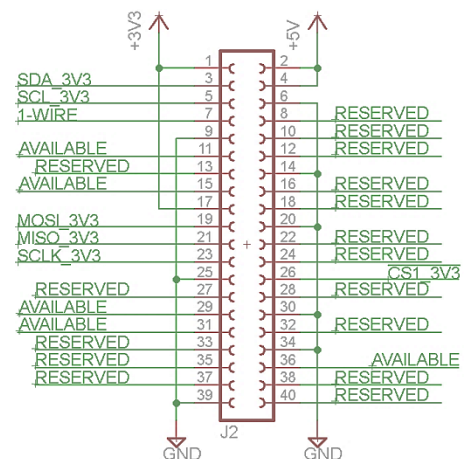 +3V3 +5V
1 2
SDA_3V3 3 4
SCL_3V3 5 6
1-WIRE 7 8 RESERVED
9 10 RESERVED
AVAILABLE 11 12 RESERVED
RESERVED 13 14
AVAILABLE 15 16 RESERVED
17 18 RESERVED
MOSI_3V3 19 20
MISO_3V3 21 22 RESERVED
SCLK_3V3 23 24 RESERVED
25 26 CS1_3V3
RESERVED 27 28 RESERVED
AVAILABLE 29 30
AVAILABLE 31 32 RESERVED
RESERVED 33 34
RESERVED 35 36 AVAILABLE
RESERVED 37 38 RESERVED
39 40 RESERVED
J2
GND GND